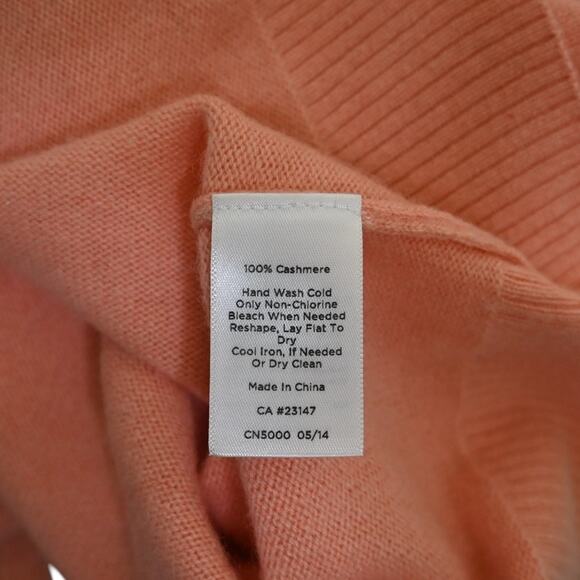 100% Cashmere
Hand Wash Cold
Only Non-Chlorine
Bleach When Needed
Reshape, Lay Flat To
Dry
Cool Iron, If Needed
Or Dry Clean
Made In China
CA #23147
CN5000 05/14